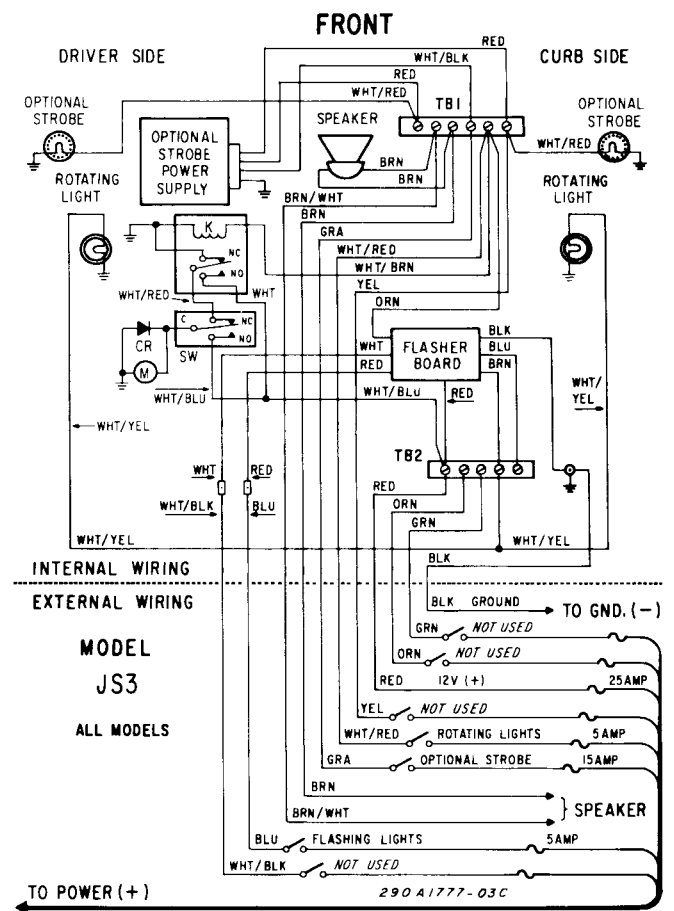 FRONT
DRIVER SIDE
CURB SIDE
RED
WHT/BLK
RED
WHT/RED
TB1
OPTIONAL
STROBE
SPEAKER
OPTIONAL
STROBE
OPTIONAL
STROBE
POWER
SUPPLY
WHT/RED
BRN
BRN
ROTATING
LIGHT
ROTATING
LIGHT
BRN/WHT
BRN
GRA
K
WHT/RED
NC
WHT/BRN
NO
YEL
WHT/RED
WHT
ORN
C
NC
NO
CR
SW
M
WHT
RED
FLASHER
BOARD
BLK
BLU
BRN
WHT/BLU
WHT/BLU
RED
WHT/
YEL
WHT/YEL
TB2
WHT
RED
RED
WHT/BLK
BLU
ORN
GRN
WHT/YEL
WHT/YEL
BLK
INTERNAL WIRING
EXTERNAL WIRING
BLK GROUND
TO GND. (-)
GRN NOT USED
MODEL
JS3
ALL MODELS
ORN NOT USED
RED 12V (+) 25AMP
YEL NOT USED
WHT/RED ROTATING LIGHTS 5AMP
GRA OPTIONAL STROBE 15AMP
BRN
BRN/WHT
SPEAKER
BLU FLASHING LIGHTS 5AMP
WHT/BLK NOT USED
TO POWER (+)
290A1777-03C